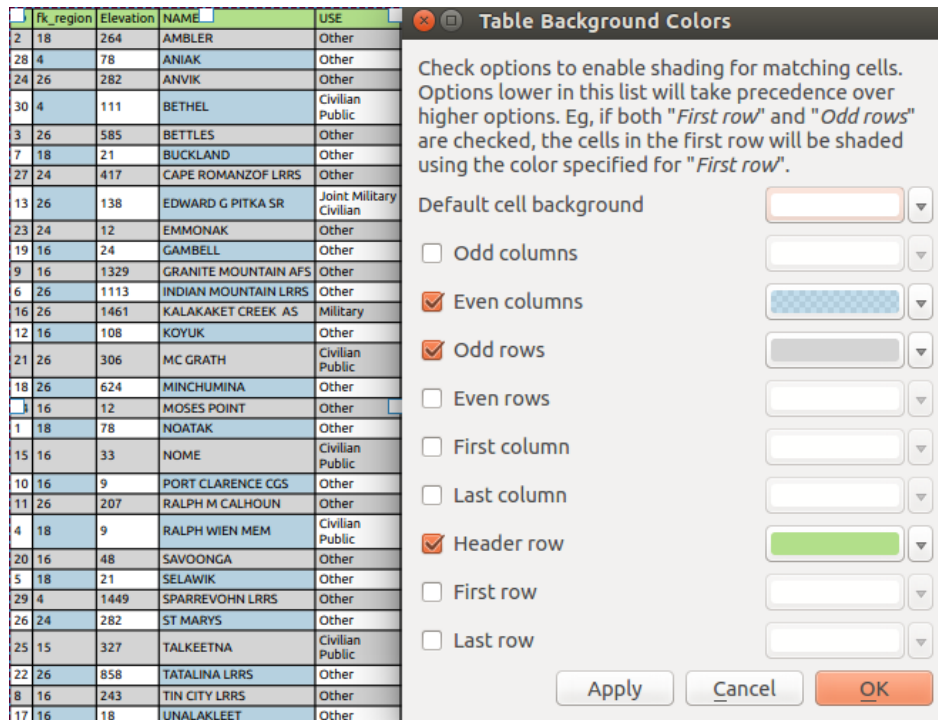 fk_region Elevation NAME USE
2 18 264 AMBLER Other
28 4 78 ANIAK Other
24 26 282 ANVIK Other
30 4 111 BETHEL Civilian Public
3 26 585 BETTLES Other
7 18 21 BUCKLAND Other
27 24 417 CAPE ROMANZOF LRRS Other
13 26 138 EDWARD G PITKA SR Joint Military Civilian
23 24 12 EMMONAK Other
19 16 24 GAMBELL Other
9 16 1329 GRANITE MOUNTAIN AFS Other
6 26 1113 INDIAN MOUNTAIN LRRS Other
16 26 1461 KALAKAKET CREEK AS Military
12 16 108 KOYUK Other
21 26 306 MC GRATH Civilian Public
18 26 624 MINCHUMINA Other
16 12 MOSES POINT Other
1 18 78 NOATAK Other
15 16 33 NOME Civilian Public
10 16 9 PORT CLARENCE CGS Other
11 26 207 RALPH M CALHOUN Other
4 18 9 RALPH WIEN MEM Civilian Public
20 16 48 SAVOONGA Other
5 18 21 SELAWIK Other
29 4 1449 SPARREVOHN LRRS Other
26 24 282 ST MARYS Other
25 15 327 TALKEETNA Civilian Public
22 26 858 TATALINA LRRS Other
8 16 243 TIN CITY LRRS Other
17 16 18 UNALAKLEET Other
Table Background Colors
Check options to enable shading for matching cells.
Options lower in this list will take precedence over
higher options. Eg, if both "First row" and "Odd rows"
are checked, the cells in the first row will be shaded
using the color specified for "First row".
Default cell background
Odd columns
Even columns
Odd rows
Even rows
First column
Last column
Header row
First row
Last row
Apply Cancel OK